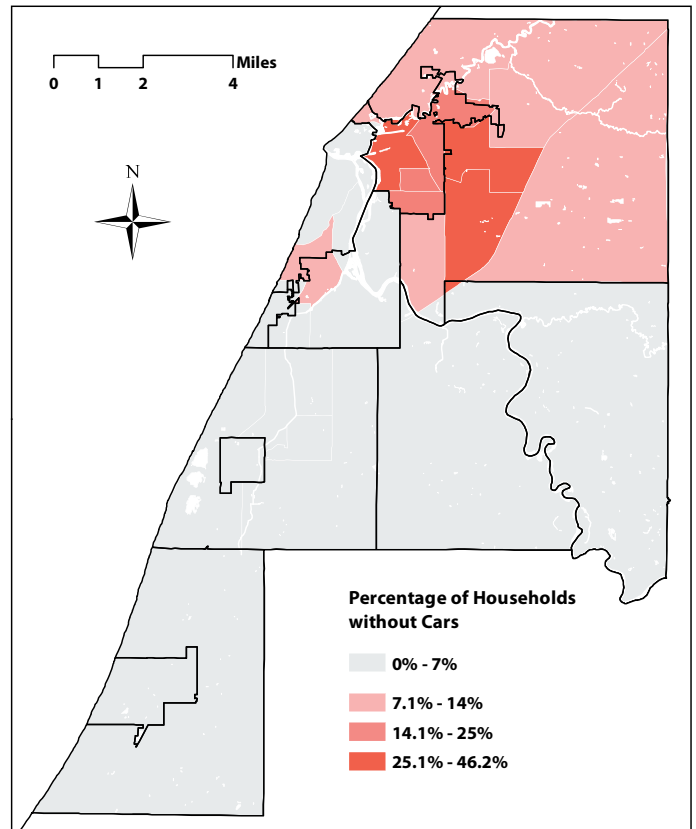 Miles
0 1 2 4
N
Percentage of Households
without Cars
0% - 7%
7.1% - 14%
14.1% - 25%
25.1% - 46.2%